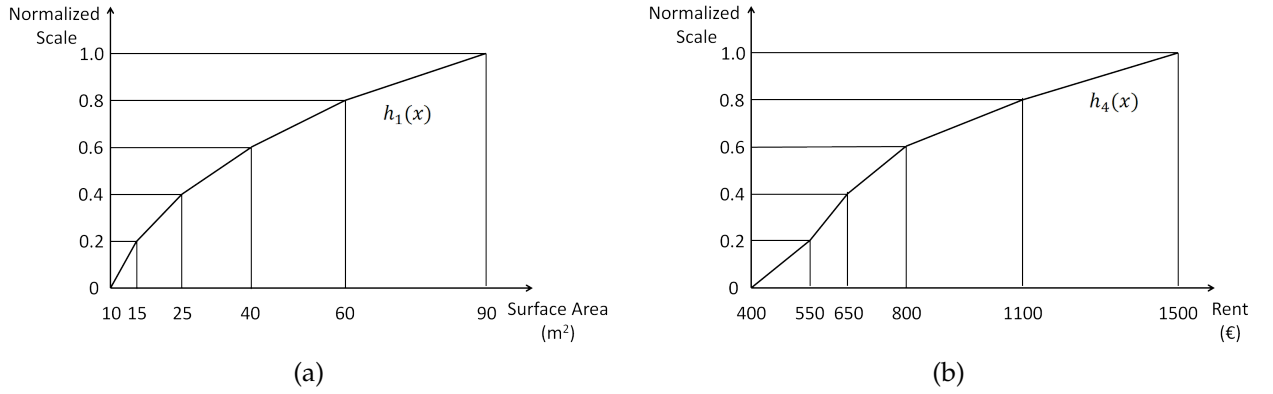 Normalized
Scale
1.0
0.8
0.6
0.4
0.2
0
h₁(x)
10 15 25 40 60 90 Surface Area
(m²)
(a)
Normalized
Scale
1.0
0.8
0.6
0.4
0.2
0
h₄(x)
400 550 650 800 1100 1500 Rent
(€)
(b)